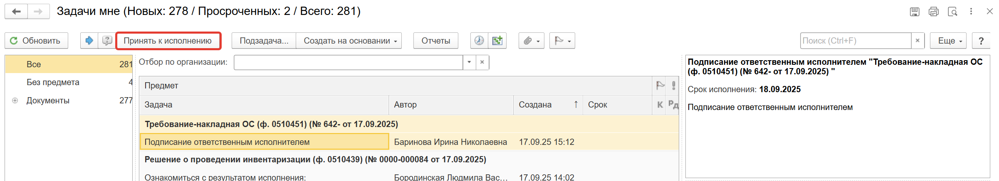 Задачи мне (Новых: 278 / Просроченных: 2 / Всего: 281)
Обновить
Принять к исполнению
Подзадача...
Создать на основании
Отчеты
Поиск (Ctrl+F)
×
Еще
?
Все 281
Без предмета 4
Документы 277
Отбор по организации:
×
Предмет
Задача Автор Создана ↑ Срок К Рд
Требование-накладная ОС (ф. 0510451) (№ 642- от 17.09.2025)
Подписание ответственным исполнителем Баринова Ирина Николаевна 17.09.25 15:12
Решение о проведении инвентаризации (ф. 0510439) (№ 0000-000084 от 17.09.2025)
Ознакомиться с результатом исполнения: Бородинская Людмила Вас... 17.09.25 14:02
Подписание ответственным исполнителем "Требование-накладная ОС
(ф. 0510451) (№ 642- от 17.09.2025) "
Срок исполнения: 18.09.2025
Подписание ответственным исполнителем